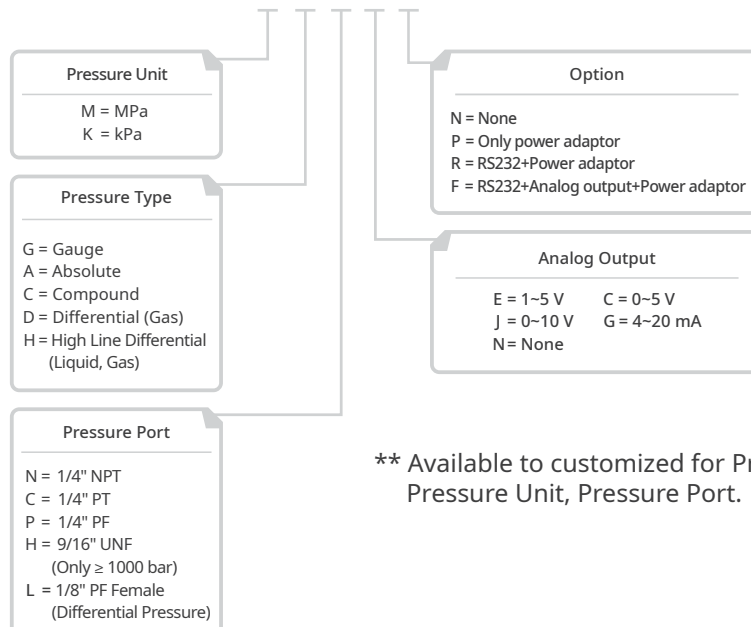 Pressure Unit
M = MPa
K = kPa
Pressure Type
G = Gauge
A = Absolute
C = Compound
D = Differential (Gas)
H = High Line Differential
(Liquid, Gas)
Pressure Port
N = 1/4" NPT
C = 1/4" PT
P = 1/4" PF
H = 9/16" UNF
(Only ≥ 1000 bar)
L = 1/8" PF Female
(Differential Pressure)
Option
N = None
P = Only power adaptor
R = RS232+Power adaptor
F = RS232+Analog output+Power adaptor
Analog Output
E = 1~5 V C = 0~5 V
J = 0~10 V G = 4~20 mA
N = None
** Available to customized for
Pressure Unit, Pressure Port.